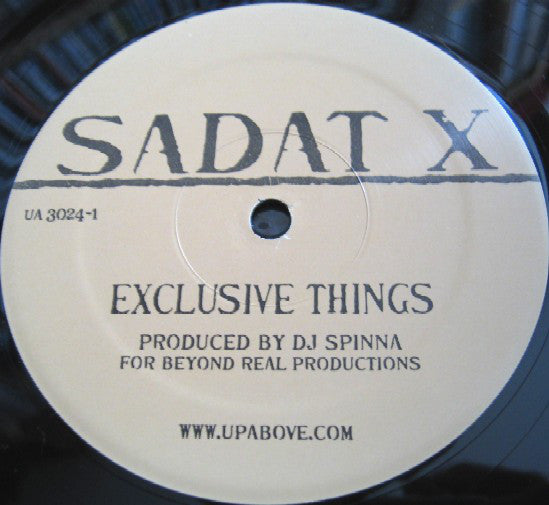 SADAT X
UA 3024-1
EXCLUSIVE THINGS
PRODUCED BY DJ SPINNA
FOR BEYOND REAL PRODUCTIONS
WWW.UPABOVE.COM